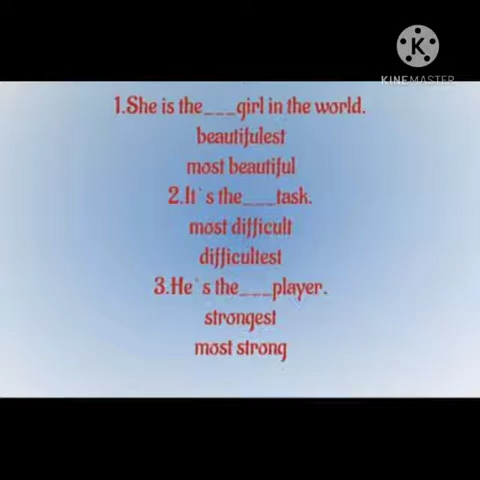 K
KINEMASTER
1.She is the___girl in the world.
beautifulest
most beautiful
2.It`s the___task.
most difficult
difficultest
3.He`s the___player.
strongest
most strong